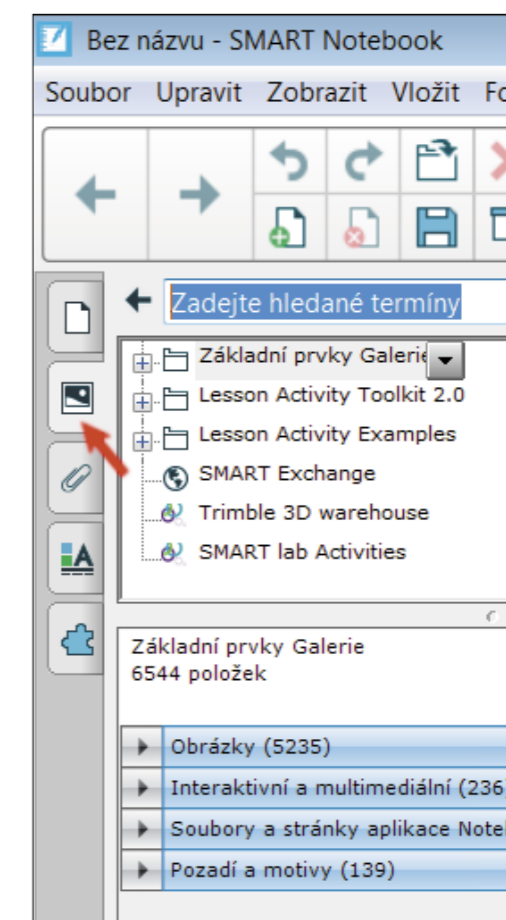 Bez názvu - SMART Notebook
Soubor Upravit Zobrazit Vložit
Zadejte hledané termíny
Základní prvky Galerie
Lesson Activity Toolkit 2.0
Lesson Activity Examples
SMART Exchange
Trimble 3D warehouse
SMART lab Activities
Základní prvky Galerie
6544 položek
Obrázky (5235)
Interaktivní a multimediální (236
Soubory a stránky aplikace
Pozadí a motivy (139)